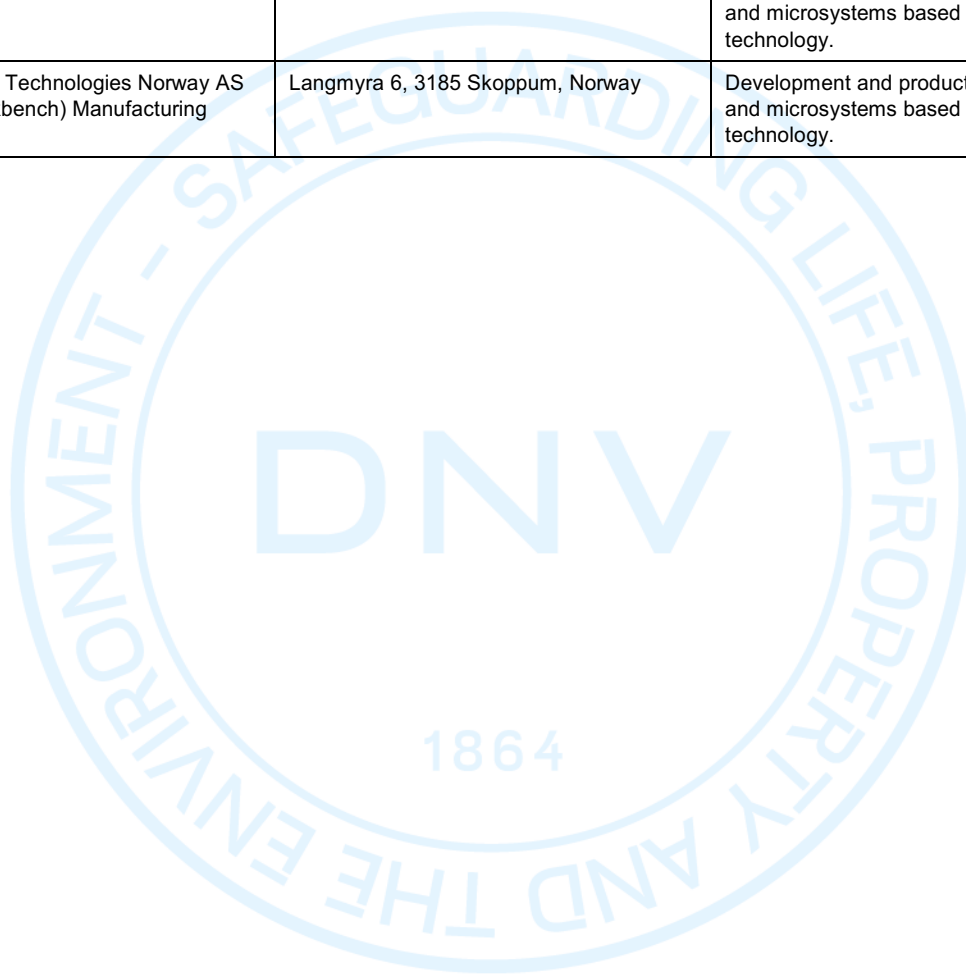 and microsystems based
technology.
Technologies Norway AS
bench) Manufacturing
Langmyra 6, 3185 Skoppum, Norway
Development and product
and microsystems based
technology.
SAFEGUARDING LIFE, PROPERTY AND THE ENVIRONMENT -
DNV
1864